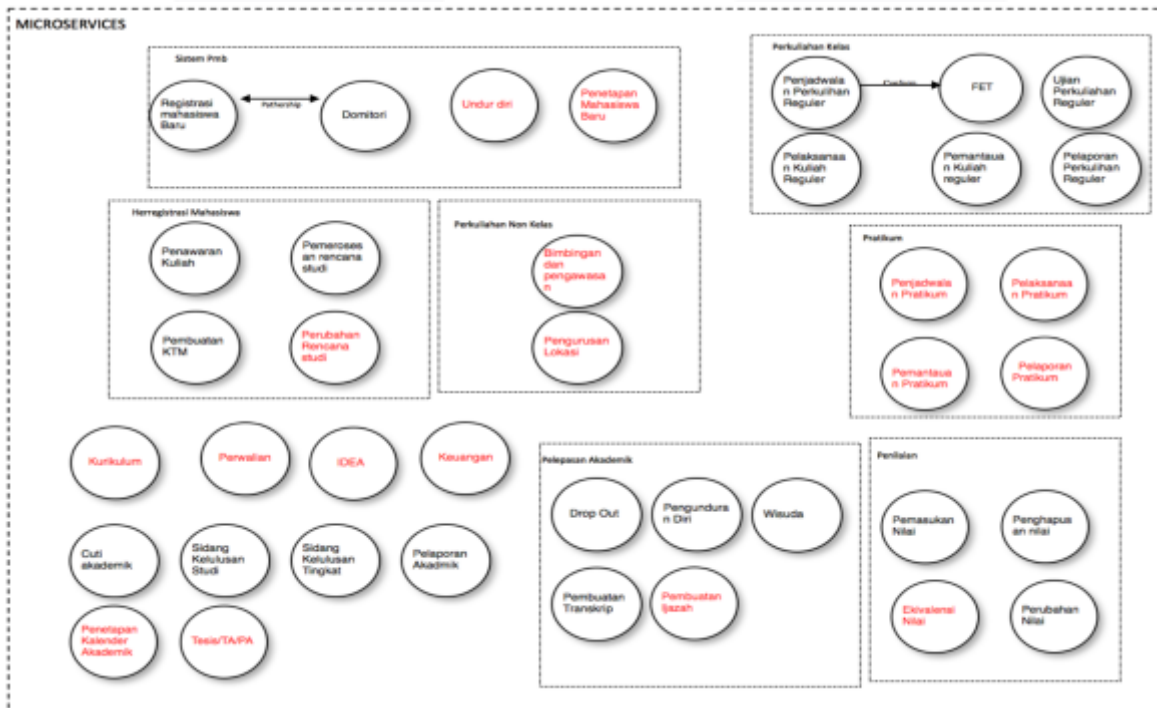 MICROSERVICES
Sistem Pmb
Registrasi
mahasiswa
Baru
Pathership
Domitori
Undur diri
Penetapan
Mahasiswa
Baru
Perkuliahan Kelas
Penjadwala
n Perkulihan
Reguler
FET
Ujian
Perkuliahan
Reguler
Pelaksanaa
n Kuliah
Reguler
Pemantaua
n Kuliah
reguler
Pelaporan
Perkulihan
Reguler
Herregistrasi Mahasiswa
Penawaran
Kuliah
Pemeroses
an rencana
studi
Pembuatan
KTM
Perubahan
Rencana
studi
Perkuliahan Non Kelas
Bimbingan
dan
pengawasa
n
Pengurusan
Lokasi
Pratikum
Penjadwala
n Pratikum
Pelaksanaa
n Pratikum
Pemantaua
n Pratikum
Pelaporan
Pratikum
Kurikulum
Perwalian
IDEA
Keuangan
Cuti
akademik
Sidang
Kelulusan
Studi
Sidang
Kelulusan
Tingkat
Pelaporan
Akadmik
Penetapan
Kalender
Akademik
Tesis/TA/PA
Pelepasan Akademik
Drop Out
Pengundura
n Diri
Wisuda
Pembuatan
Transkrip
Pembuatan
Ijazah
Penilaian
Pemasukan
Nilai
Penghapus
an nilai
Ekivalensi
Nilai
Perubahan
Nilai